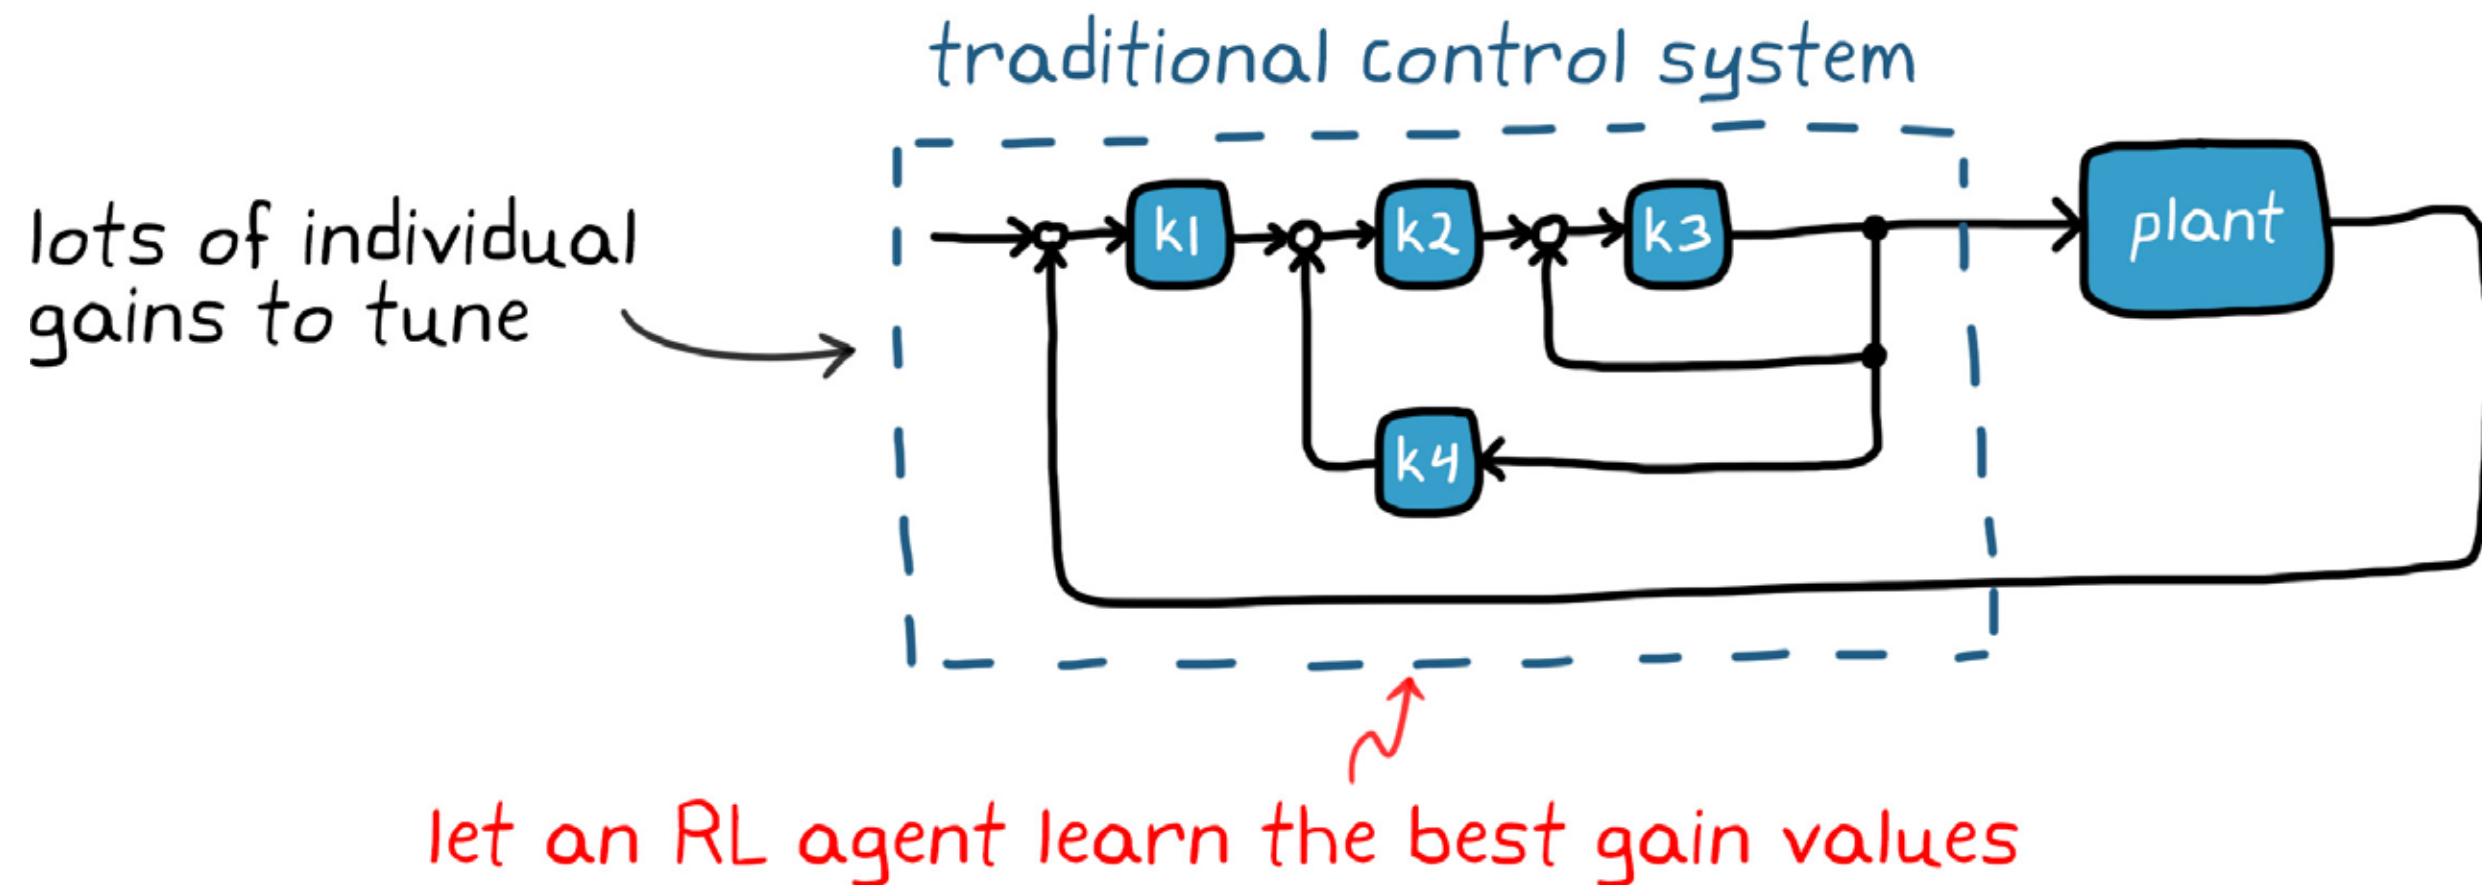 traditional control system
lots of individual
gains to tune
k1
k2
k3
plant
k4
let an RL agent learn the best gain values